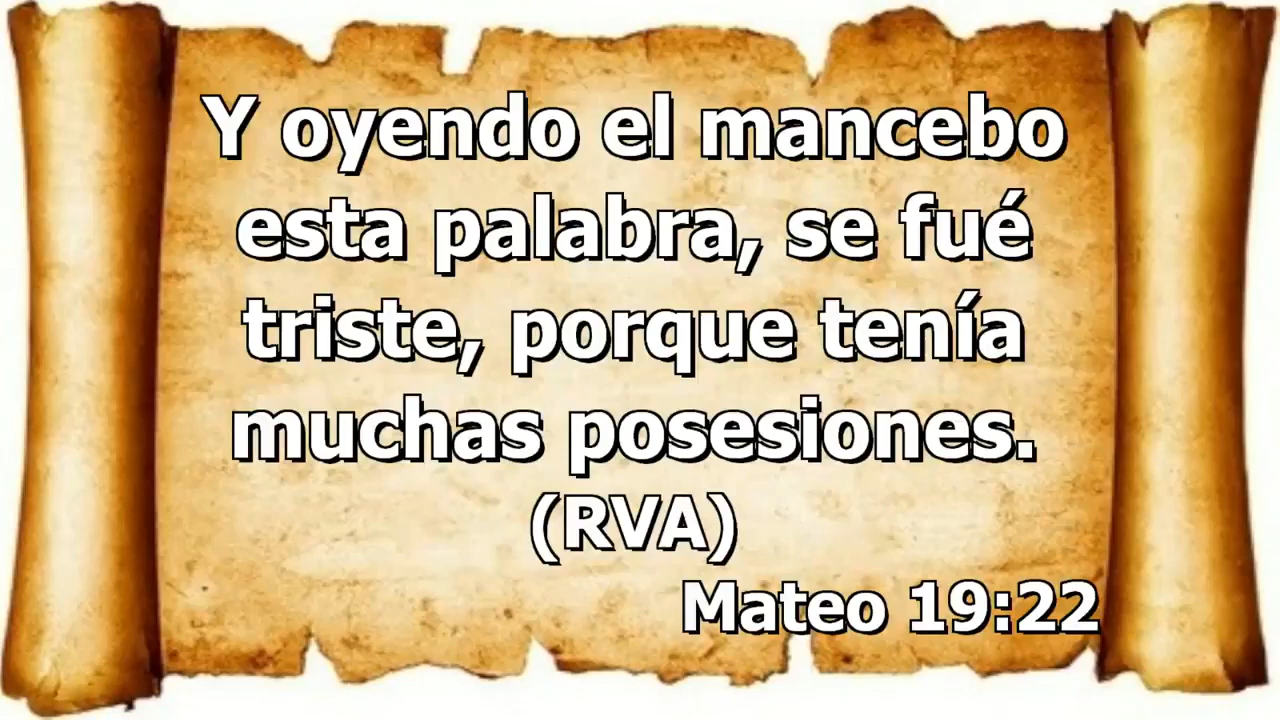 Y oyendo el mancebo
esta palabra, se fué
triste, porque tenía
muchas posesiones.
(RVA)
Mateo 19:22